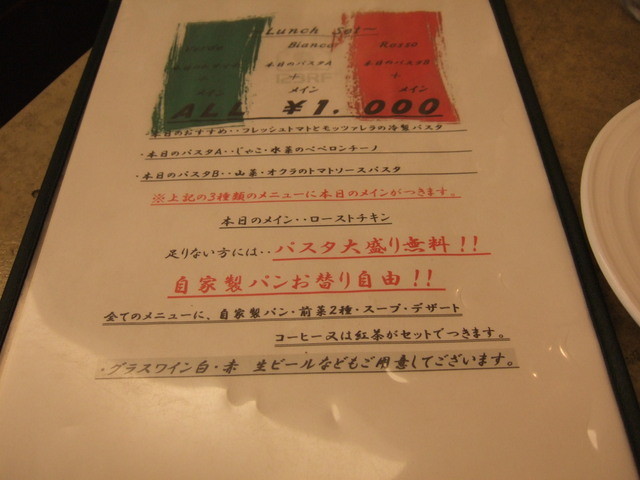 Lunch Set
Verde Bianco Rosso
本日のパスタA 本日のパスタB
+ + +
メイン メイン メイン
123RF
ALL ¥1.000
・本日のおすすめ・・フレッシュトマトとモッツァレラの冷製パスタ
・本日のパスタA・・じゃこ・水菜のペペロンチーノ
・本日のパスタB・・山菜・オクラのトマトソースパスタ
※上記の3種類のメニューに本日のメインがつきます。
本日のメイン・・ローストチキン
足りない方には・・パスタ大盛り無料!!
自家製パンお替り自由!!
全てのメニューに、自家製パン・前菜2種・スープ・デザート
コーヒー又は紅茶がセットでつきます。
・グラスワイン白・赤 生ビールなどもご用意してございます。